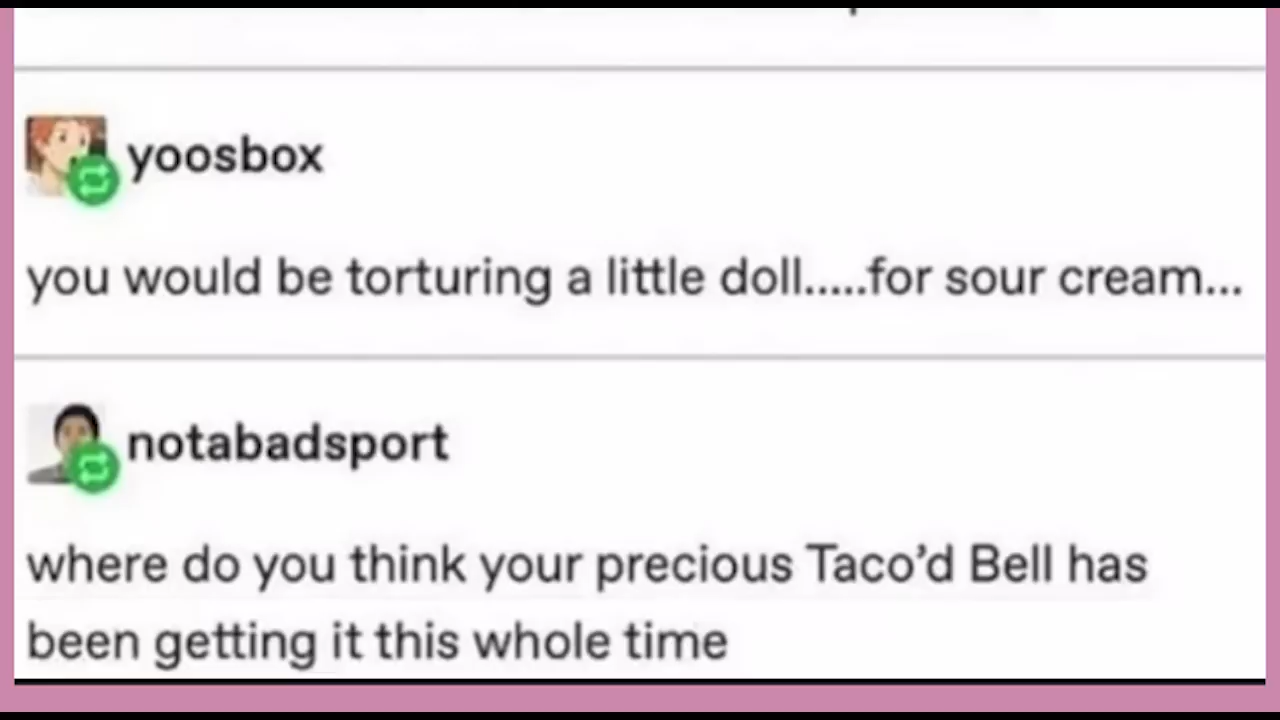 yoosbox
you would be torturing a little doll.....for sour cream...
notabadsport
where do you think your precious Taco’d Bell has
been getting it this whole time